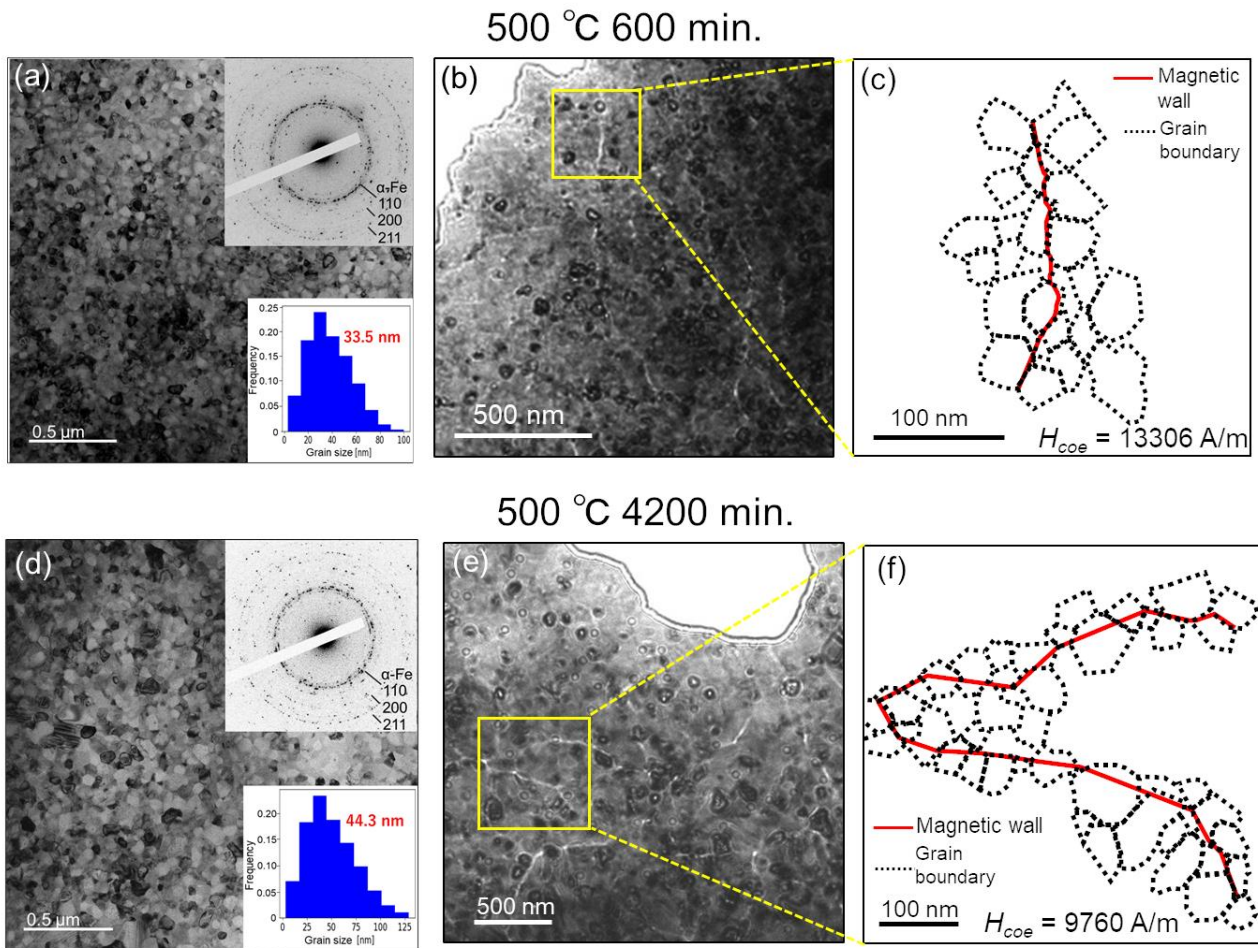 500 ℃ 600 min.
(a)
α-Fe
110
200
211
0.25
0.20
0.15
0.10
0.05
0
Frequency
33.5 nm
0 20 40 60 80 100
Grain size [nm]
0.5 μm
(b)
500 nm
(c)
Magnetic
wall
Grain
boundary
100 nm
H_coe = 13306 A/m
500 ℃ 4200 min.
(d)
α-Fe
110
200
211
0.20
0.15
0.10
0.05
0
Frequency
44.3 nm
0 25 50 75 100 125
Grain size [nm]
0.5 μm
(e)
500 nm
(f)
Magnetic wall
Grain
boundary
100 nm
H_coe = 9760 A/m